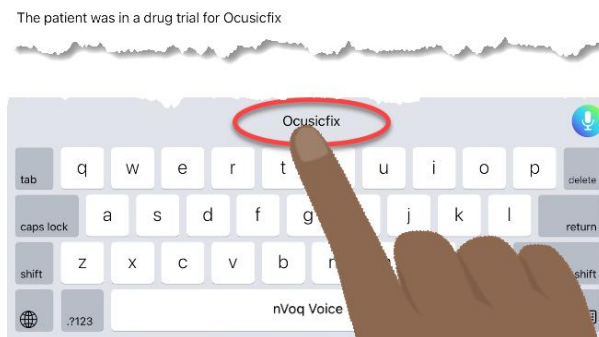 The patient was in a drug trial for Ocusicfix
Ocusicfix
tab q w e r t u i o p delete
caps lock a s d f g j k l return
shift z x c v b shift
.?123 nVoq Voice